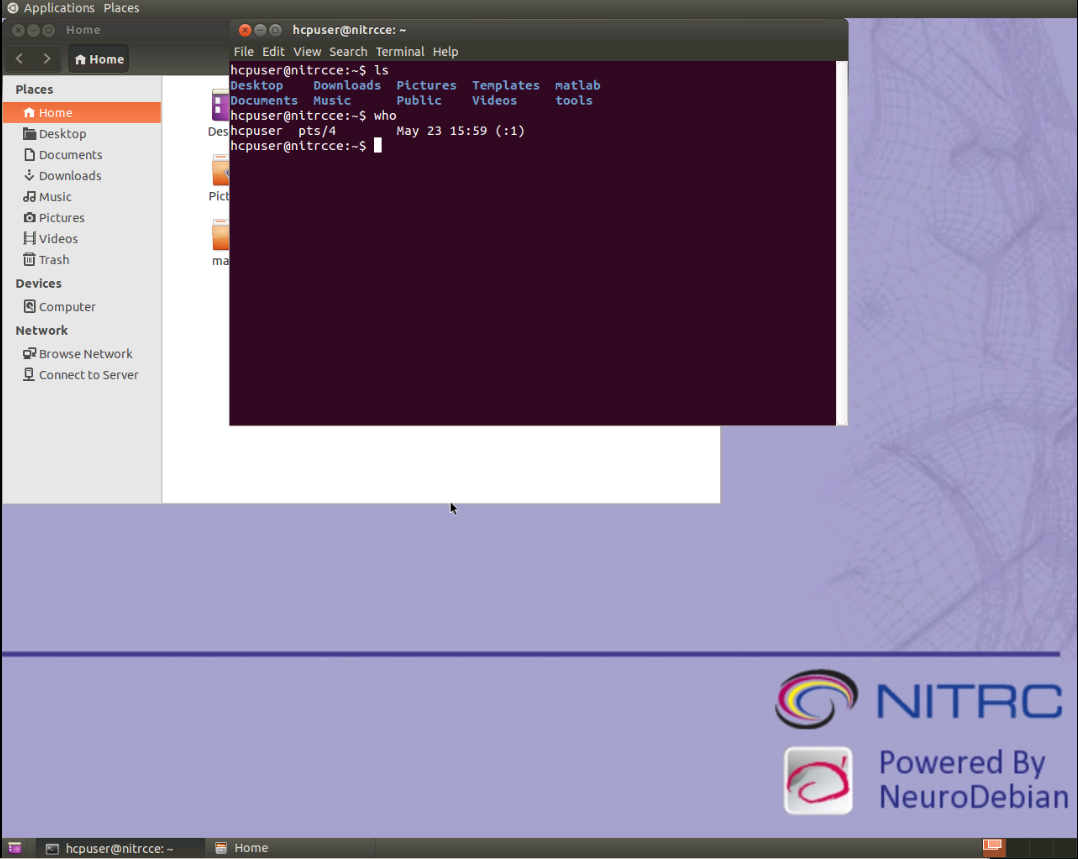 Applications Places
Home
Home
Places
Home
Desktop
Documents
Downloads
Music
Pictures
Videos
Trash
Devices
Computer
Network
Browse Network
Connect to Server
Des
Pict
ma
hcpuser@nitrcce: ~
File Edit View Search Terminal Help
hcpuser@nitrcce:~$ ls
Desktop Downloads Pictures Templates matlab
Documents Music Public Videos tools
hcpuser@nitrcce:~$ who
hcpuser pts/4 May 23 15:59 (:1)
hcpuser@nitrcce:~$
NITRC
Powered By
NeuroDebian
hcpuser@nitrcce: ~ Home